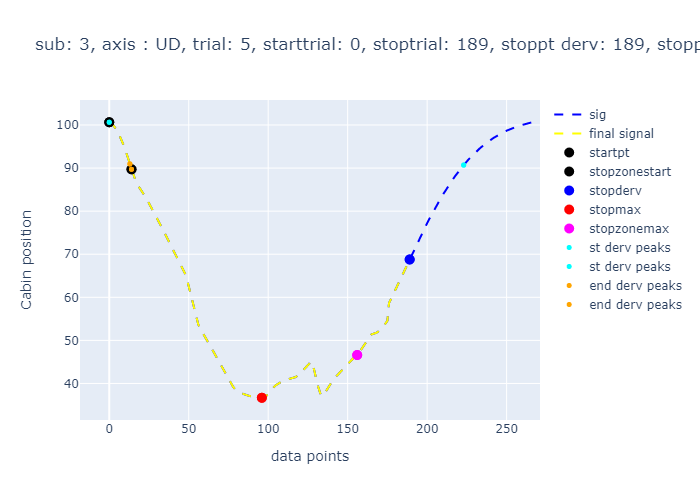 sub: 3, axis : UD, trial: 5, starttrial: 0, stoptrial: 189, stoppt derv: 189, stopp
100
90
80
70
60
50
40
Cabin position
0
50
100
150
200
250
data points
sig
final signal
startpt
stopzonestart
stopderv
stopmax
stopzonemax
st derv peaks
st derv peaks
end derv peaks
end derv peaks